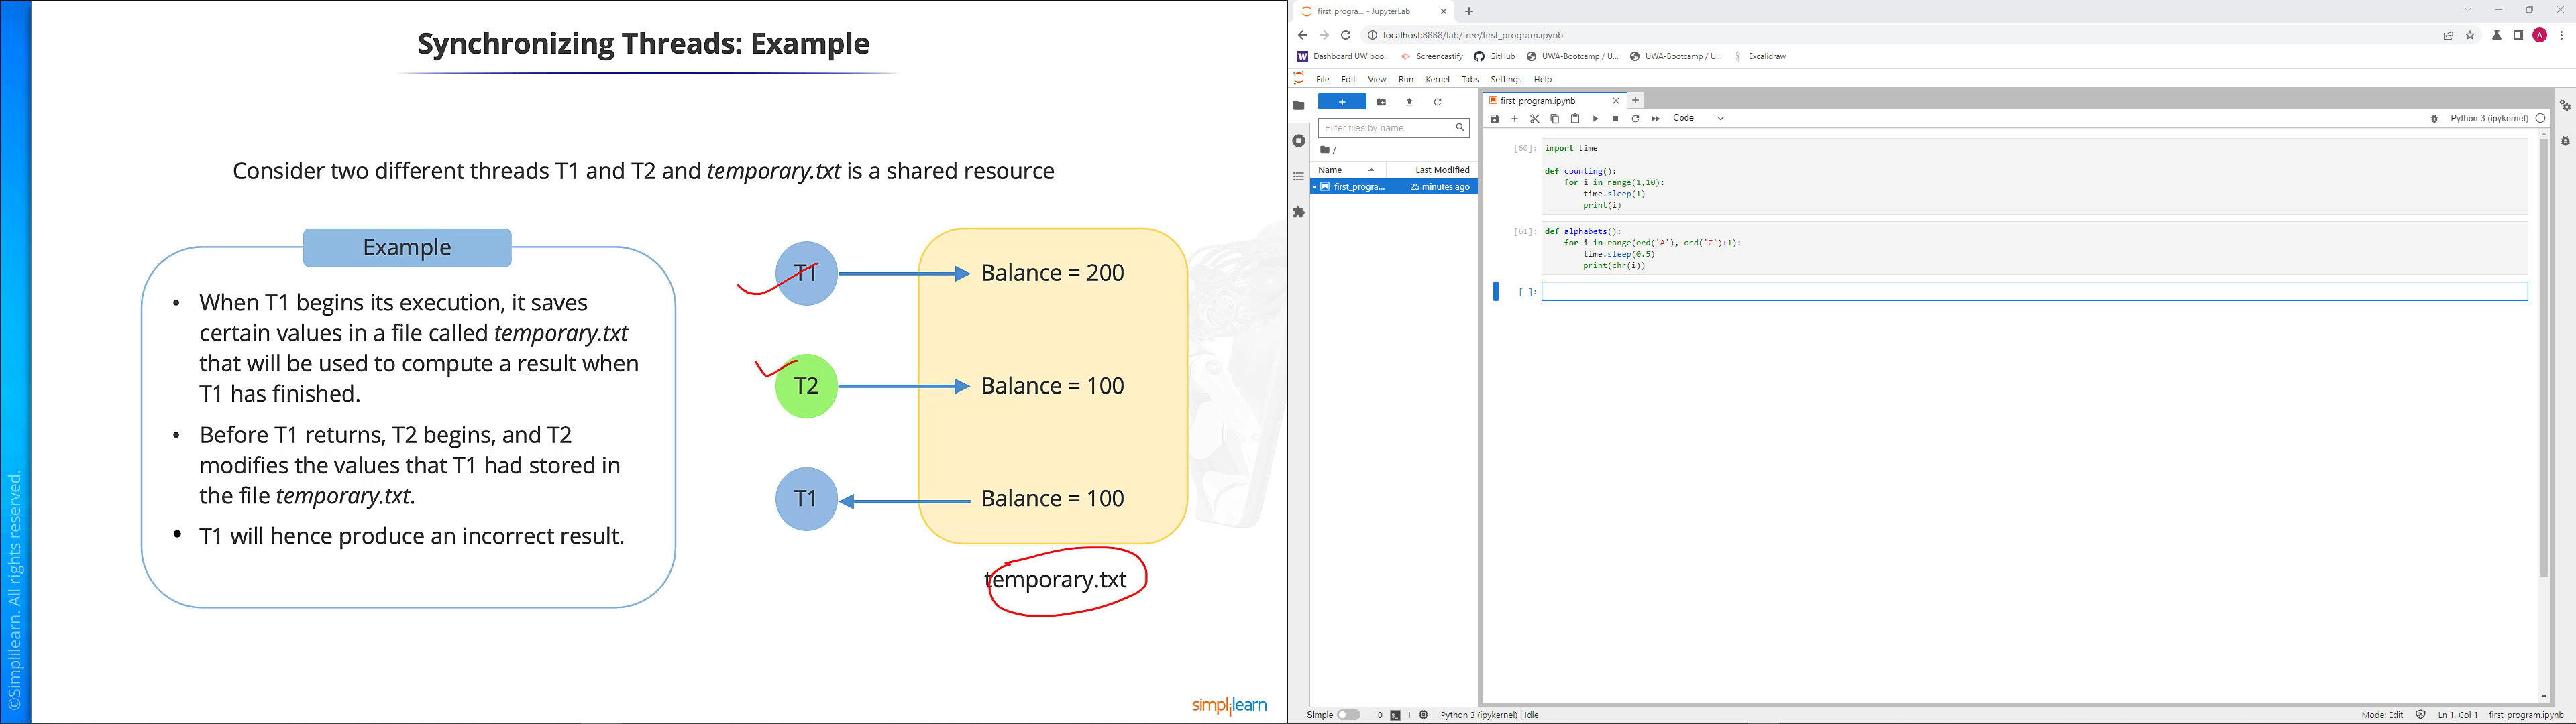 Synchronizing Threads: Example
Consider two different threads T1 and T2 and temporary.txt is a shared resource
Example
• When T1 begins its execution, it saves
certain values in a file called temporary.txt
that will be used to compute a result when
T1 has finished.
• Before T1 returns, T2 begins, and T2
modifies the values that T1 had stored in
the file temporary.txt.
• T1 will hence produce an incorrect result.
T1
Balance = 200
T2
Balance = 100
T1
Balance = 100
temporary.txt
©Simplilearn. All rights reserved.
simplilearn
first_progra... - JupyterLab
localhost:8888/lab/tree/first_program.ipynb
A
Dashboard UW boo... Screencastify GitHub UWA-Bootcamp / U... UWA-Bootcamp / U... Excalidraw
File Edit View Run Kernel Tabs Settings Help
Filter files by name
/
Name Last Modified
first_progra... 25 minutes ago
first_program.ipynb
Code
Python 3 (ipykernel)
[60]: import time
def counting():
for i in range(1,10):
time.sleep(1)
print(i)
[61]: def alphabets():
for i in range(ord('A'), ord('Z')+1):
time.sleep(0.5)
print(chr(i))
[ ]:
Simple 0 1 Python 3 (ipykernel) | Idle
Mode: Edit Ln 1, Col 1 first_program.ipynb